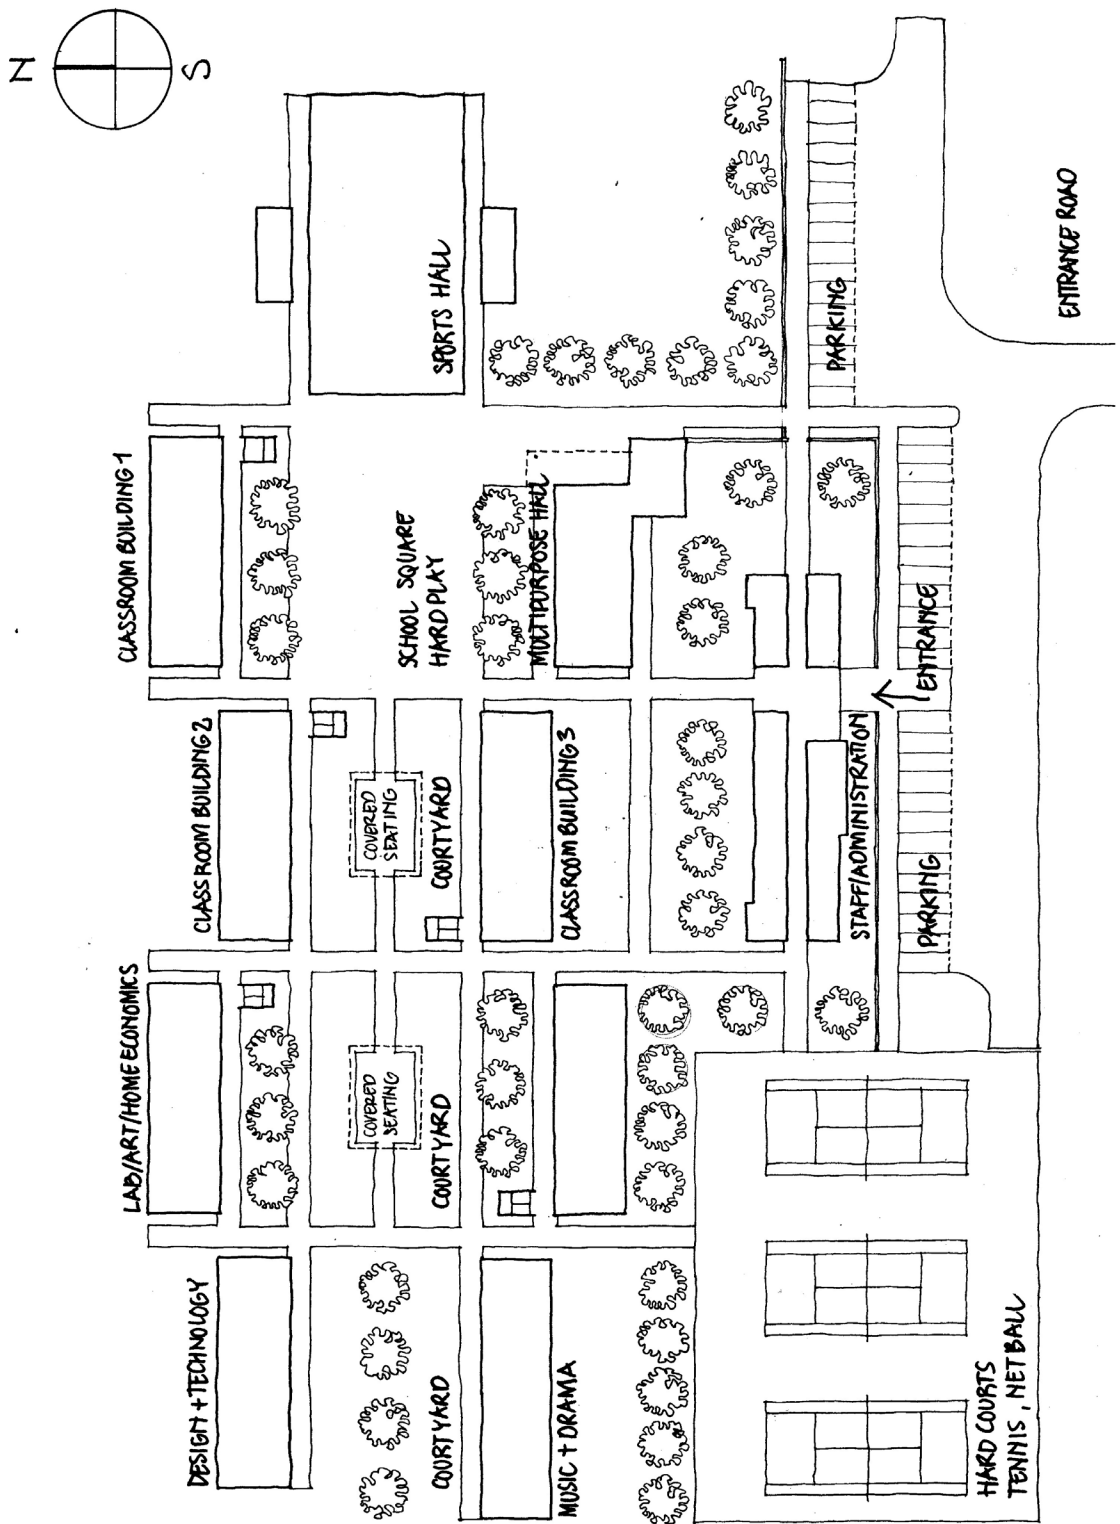 N
S
CLASSROOM BUILDING 1
SPORTS HALL
SCHOOL SQUARE
HARD PLAY
MULTIPURPOSE HALL
PARKING
ENTRANCE ROAD
ENTRANCE
CLASSROOM BUILDING 2
COVERED
SEATING
COURTYARD
CLASSROOM BUILDING 3
STAFF/ADMINISTRATION
PARKING
LAB/ART/HOME ECONOMICS
COVERED
SEATING
COURTYARD
DESIGN + TECHNOLOGY
COURTYARD
MUSIC + DRAMA
HARD COURTS
TENNIS, NETBALL